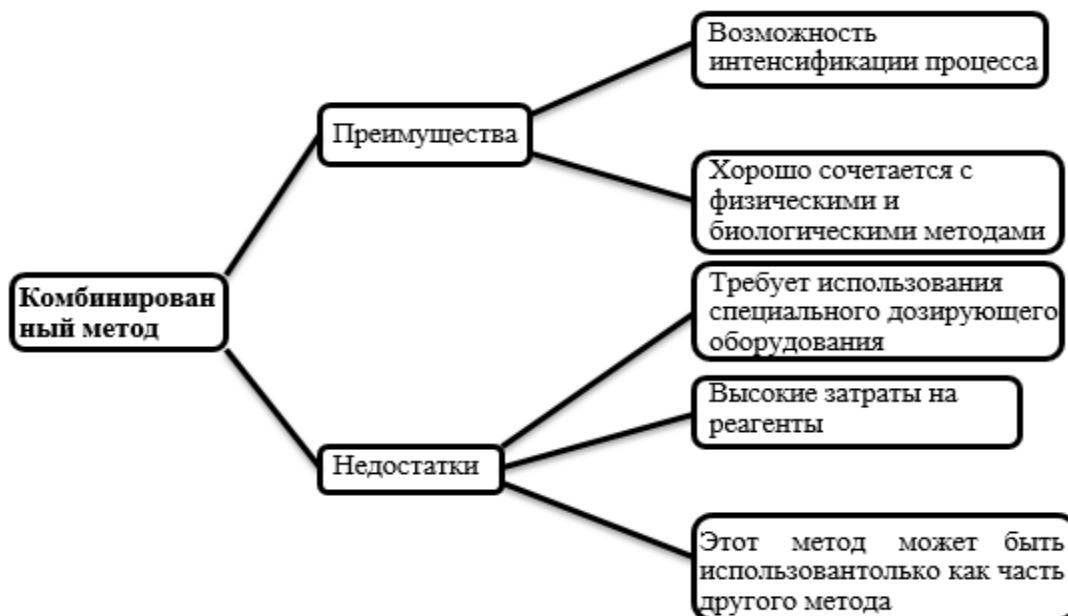 Возможность
интенсификации процесса
Преимущества
Хорошо сочетается с
физическими и
биологическими методами
Комбинирован
ный метод
Требует использования
специального дозирующего
оборудования
Высокие затраты на
реагенты
Недостатки
Этот метод может быть
использовантолько как часть
другого метода